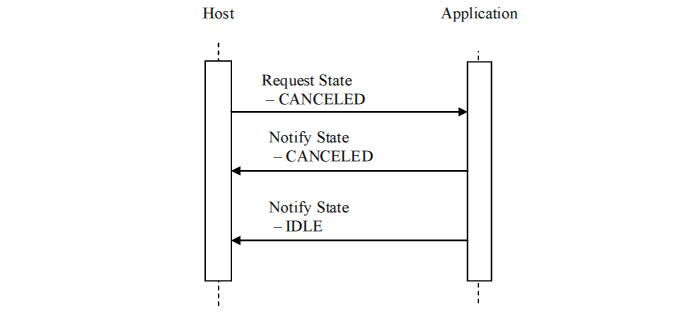 Host
Application
Request State
– CANCELED
Notify State
– CANCELED
Notify State
– IDLE